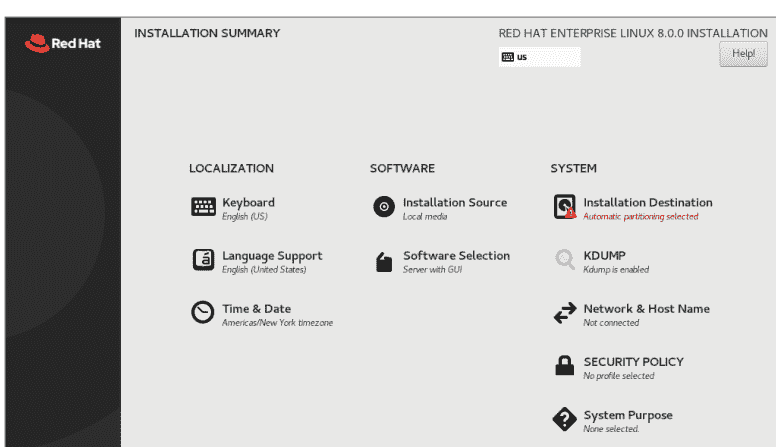 Red Hat
INSTALLATION SUMMARY
RED HAT ENTERPRISE LINUX 8.0.0 INSTALLATION
us
Help!
LOCALIZATION
Keyboard
English (US)
Language Support
English (United States)
Time & Date
Americas/New York timezone
SOFTWARE
Installation Source
Local media
Software Selection
Server with GUI
SYSTEM
Installation Destination
Automatic partitioning selected
KDUMP
Kdump is enabled
Network & Host Name
Not connected
SECURITY POLICY
No profile selected
System Purpose
None selected.